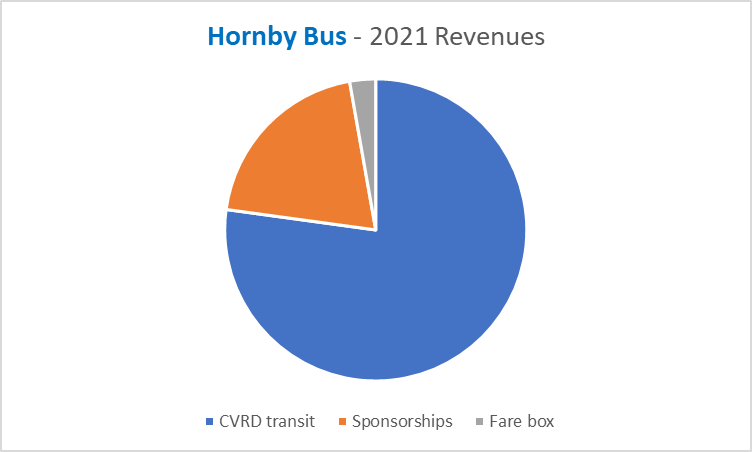 Hornby Bus - 2021 Revenues
CVRD transit Sponsorships Fare box